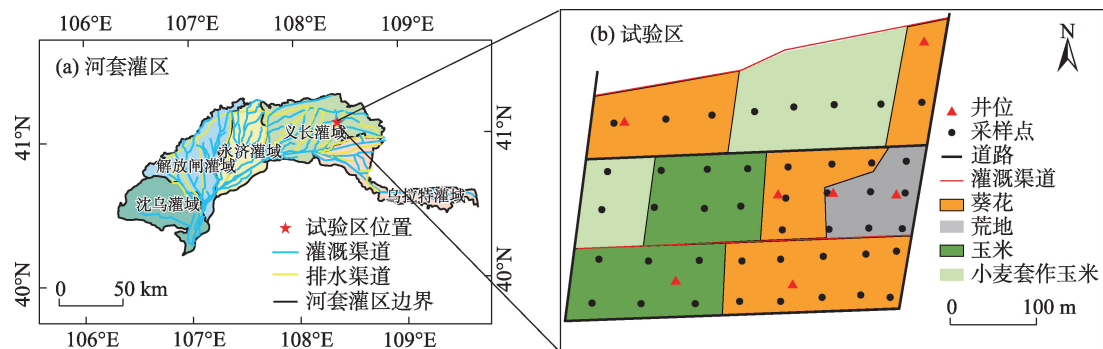 106°E 107°E 108°E 109°E
(a) 河套灌区
41°N
40°N
41°N
40°N
义长灌域
永济灌域
解放闸灌域
乌拉特灌域
沈乌灌域
试验区位置
灌溉渠道
排水渠道
河套灌区边界
0 50 km
106°E 107°E 108°E 109°E
(b) 试验区
N
井位
采样点
道路
灌溉渠道
葵花
荒地
玉米
小麦套作玉米
0 100 m